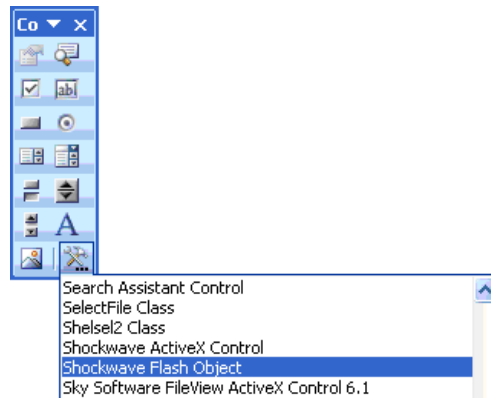 Co
abl
A
Search Assistant Control
SelectFile Class
Shelsel2 Class
Shockwave ActiveX Control
Shockwave Flash Object
Sky Software FileView ActiveX Control 6.1